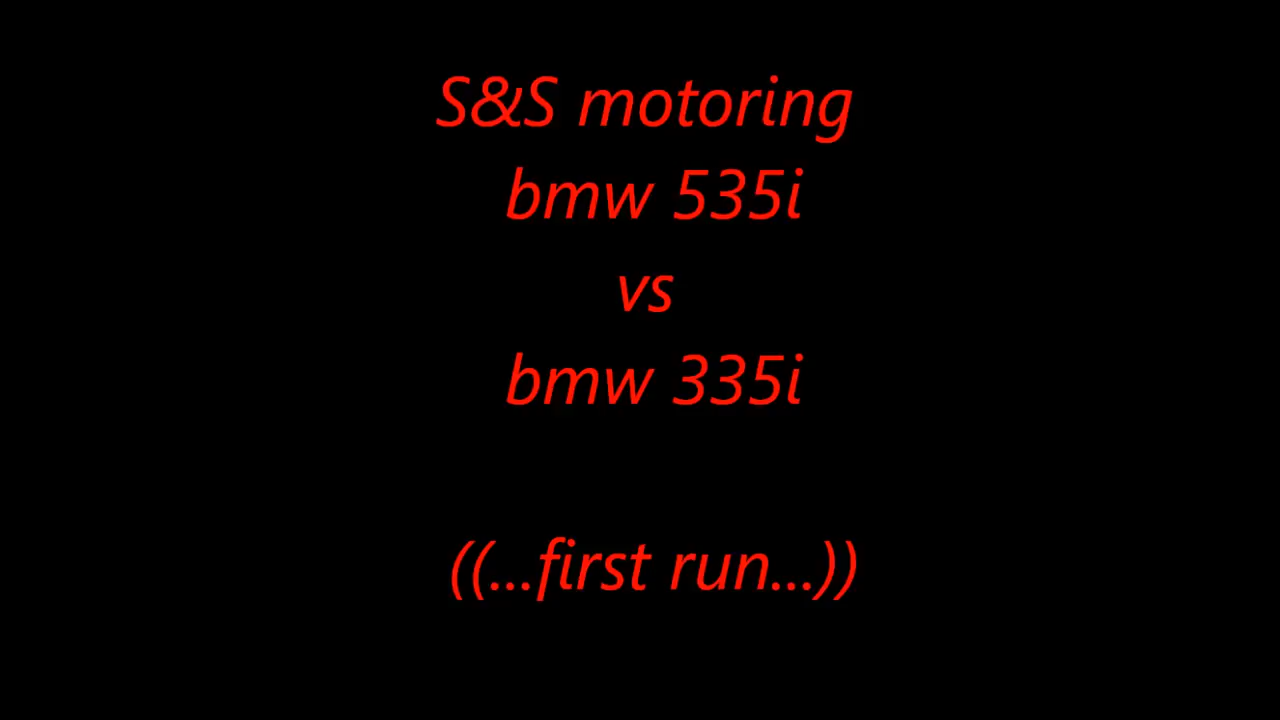 S&S motoring
bmw 535i
vs
bmw 335i
((...first run...))